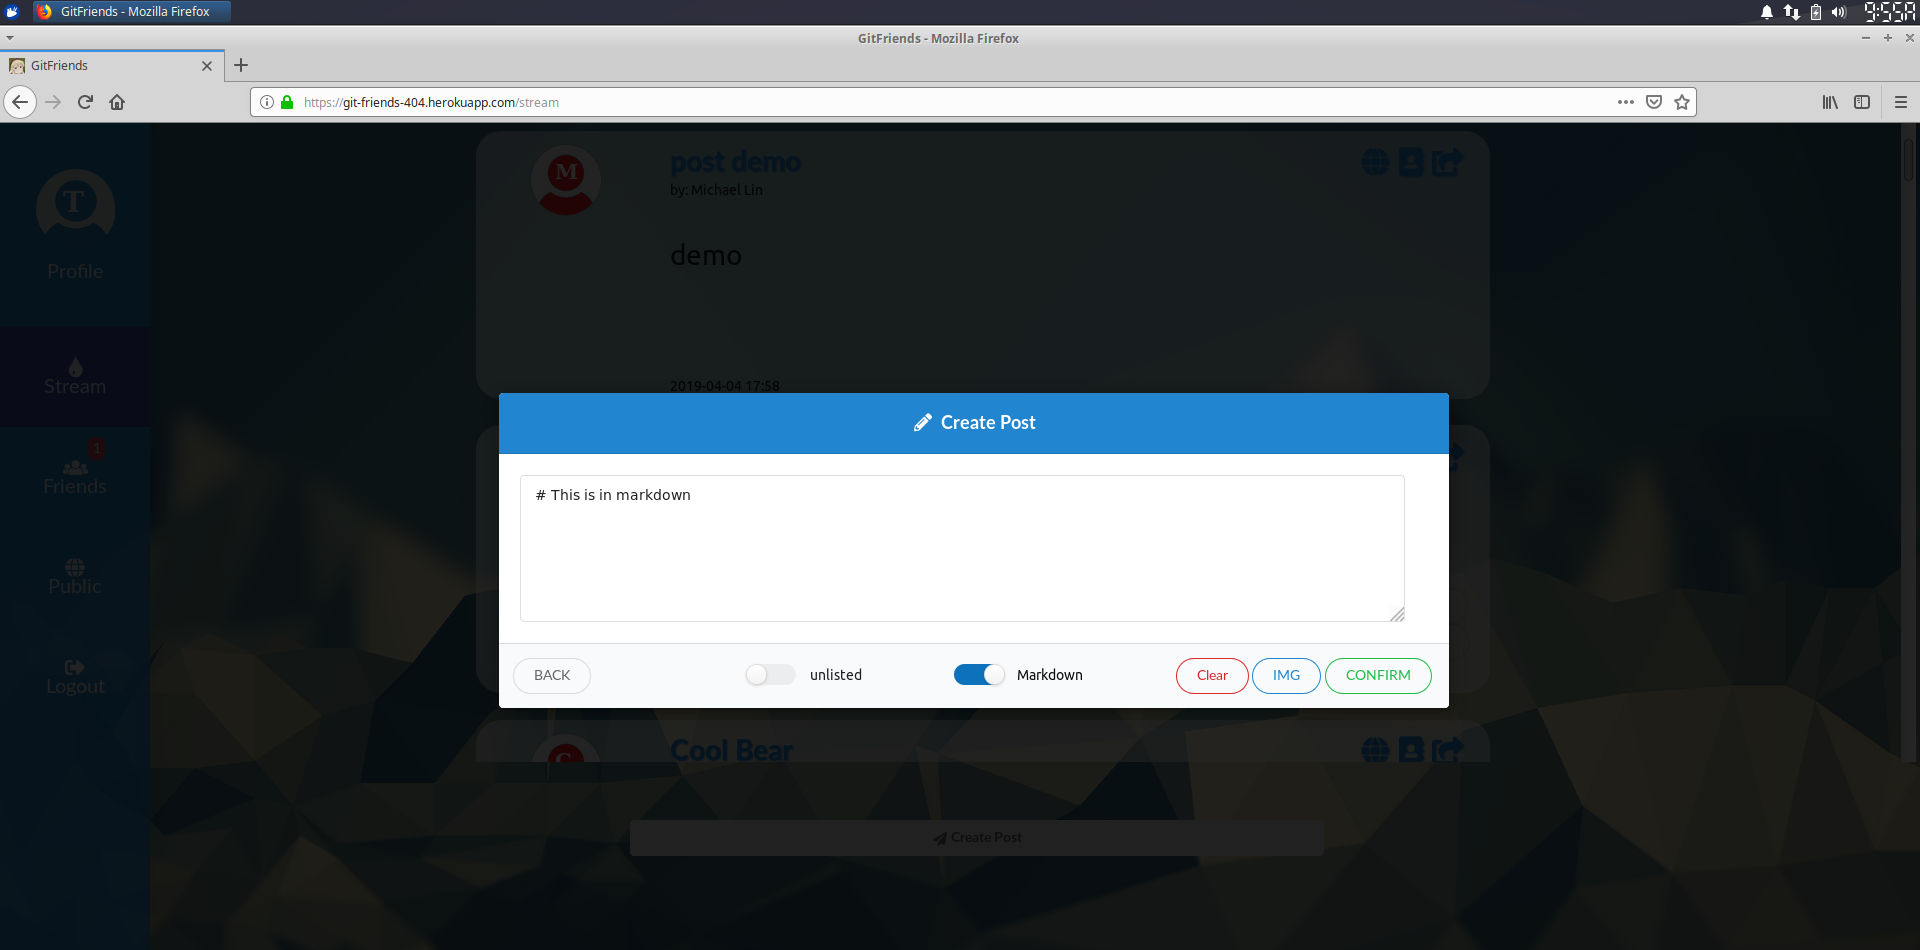 GitFriends - Mozilla Firefox
9:55A
GitFriends - Mozilla Firefox
GitFriends
https://git-friends-404.herokuapp.com/stream
T
Profile
Stream
1
Friends
Public
Logout
M
post demo
by: Michael Lin
demo
2019-04-04 17:58
Create Post
# This is in markdown
BACK
unlisted
Markdown
Clear
IMG
CONFIRM
C
Cool Bear
Create Post